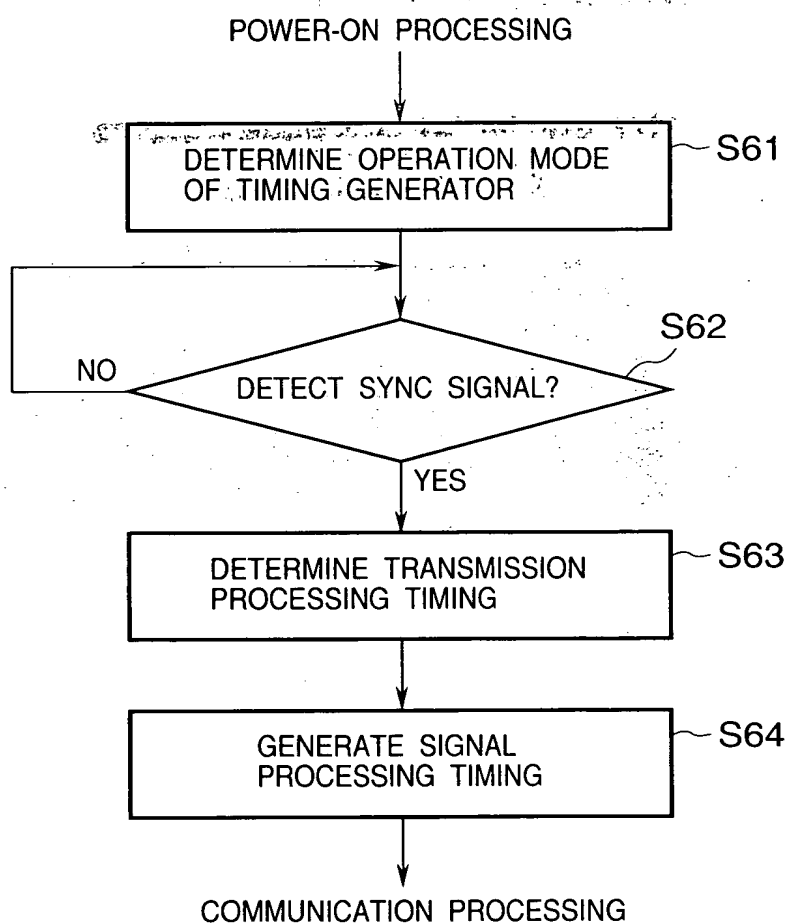 POWER-ON PROCESSING
DETERMINE OPERATION MODE
OF TIMING GENERATOR
S61
S62
NO
DETECT SYNC SIGNAL?
YES
DETERMINE TRANSMISSION
PROCESSING TIMING
S63
GENERATE SIGNAL
PROCESSING TIMING
S64
COMMUNICATION PROCESSING